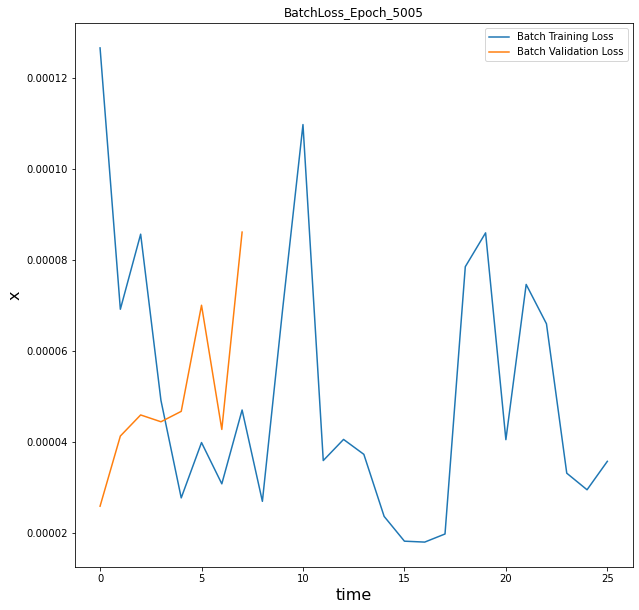 BatchLoss_Epoch_5005
Batch Training Loss
Batch Validation Loss
0.00012
0.00010
0.00008
0.00006
0.00004
0.00002
x
0 5 10 15 20 25
time